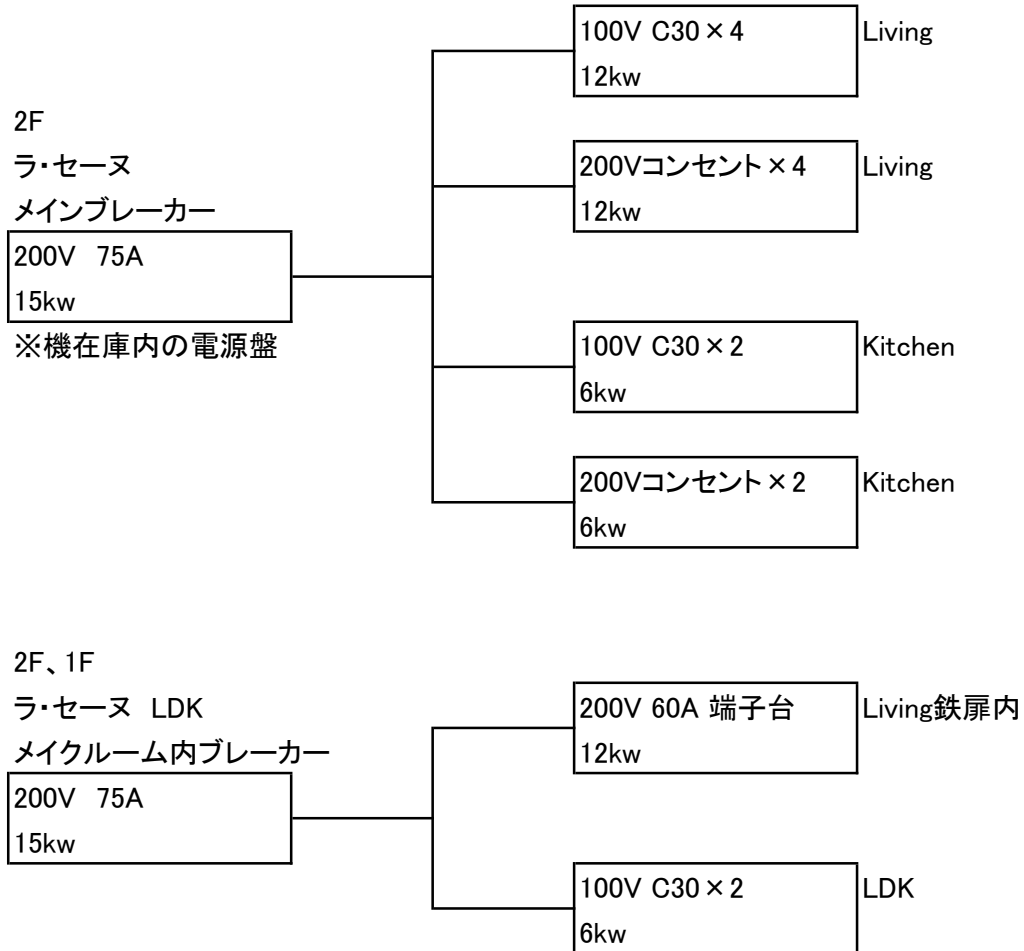 100V C30×4 Living
12kw
2F
ラ・セーヌ
200Vコンセント×4 Living
メインブレーカー
12kw
200V 75A
15kw
※機在庫内の電源盤
100V C30×2 Kitchen
6kw
200Vコンセント×2 Kitchen
6kw
2F、1F
ラ・セーヌ LDK
200V 60A 端子台 Living鉄扉内
メイクルーム内ブレーカー
12kw
200V 75A
15kw
100V C30×2 LDK
6kw